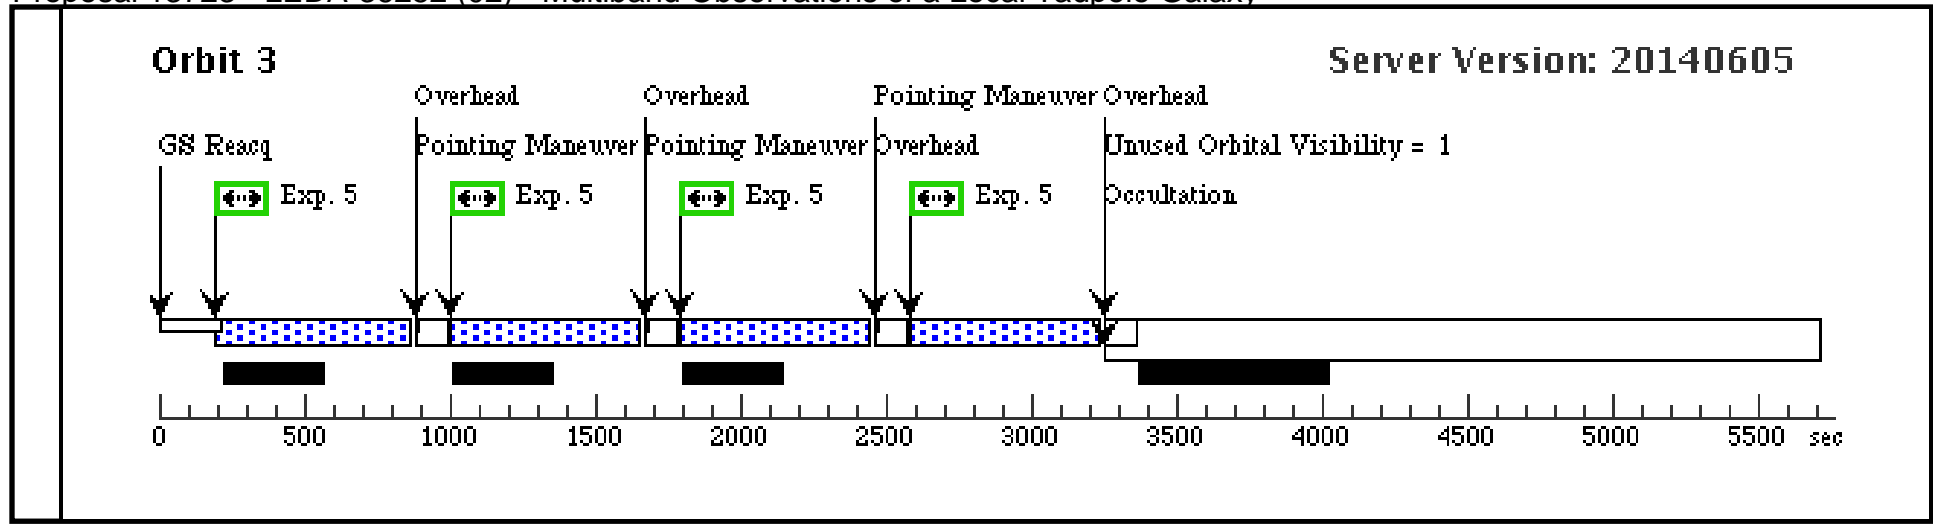 Orbit 3
Server Version: 20140605
Overhead Overhead Pointing Maneuver Overhead
GS Reacq Pointing Maneuver Pointing Maneuver Overhead Unused Orbital Visibility = 1
Exp. 5 Exp. 5 Exp. 5 Exp. 5 Occultation
0 500 1000 1500 2000 2500 3000 3500 4000 4500 5000 5500 sec